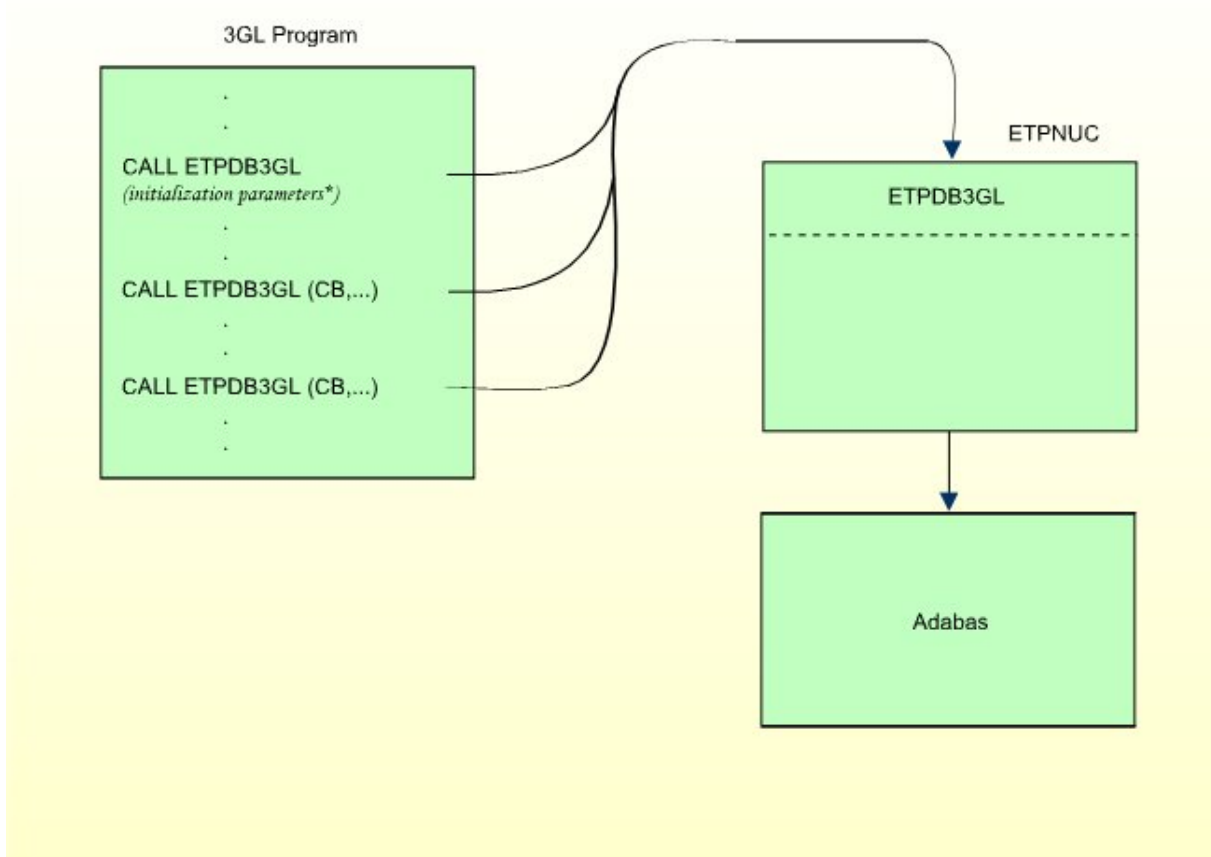 3GL Program
.
.
CALL ETPDB3GL
(initialization parameters*)
.
.
CALL ETPDB3GL (CB,...)
.
.
CALL ETPDB3GL (CB,...)
.
.
ETPNUC
ETPDB3GL
Adabas